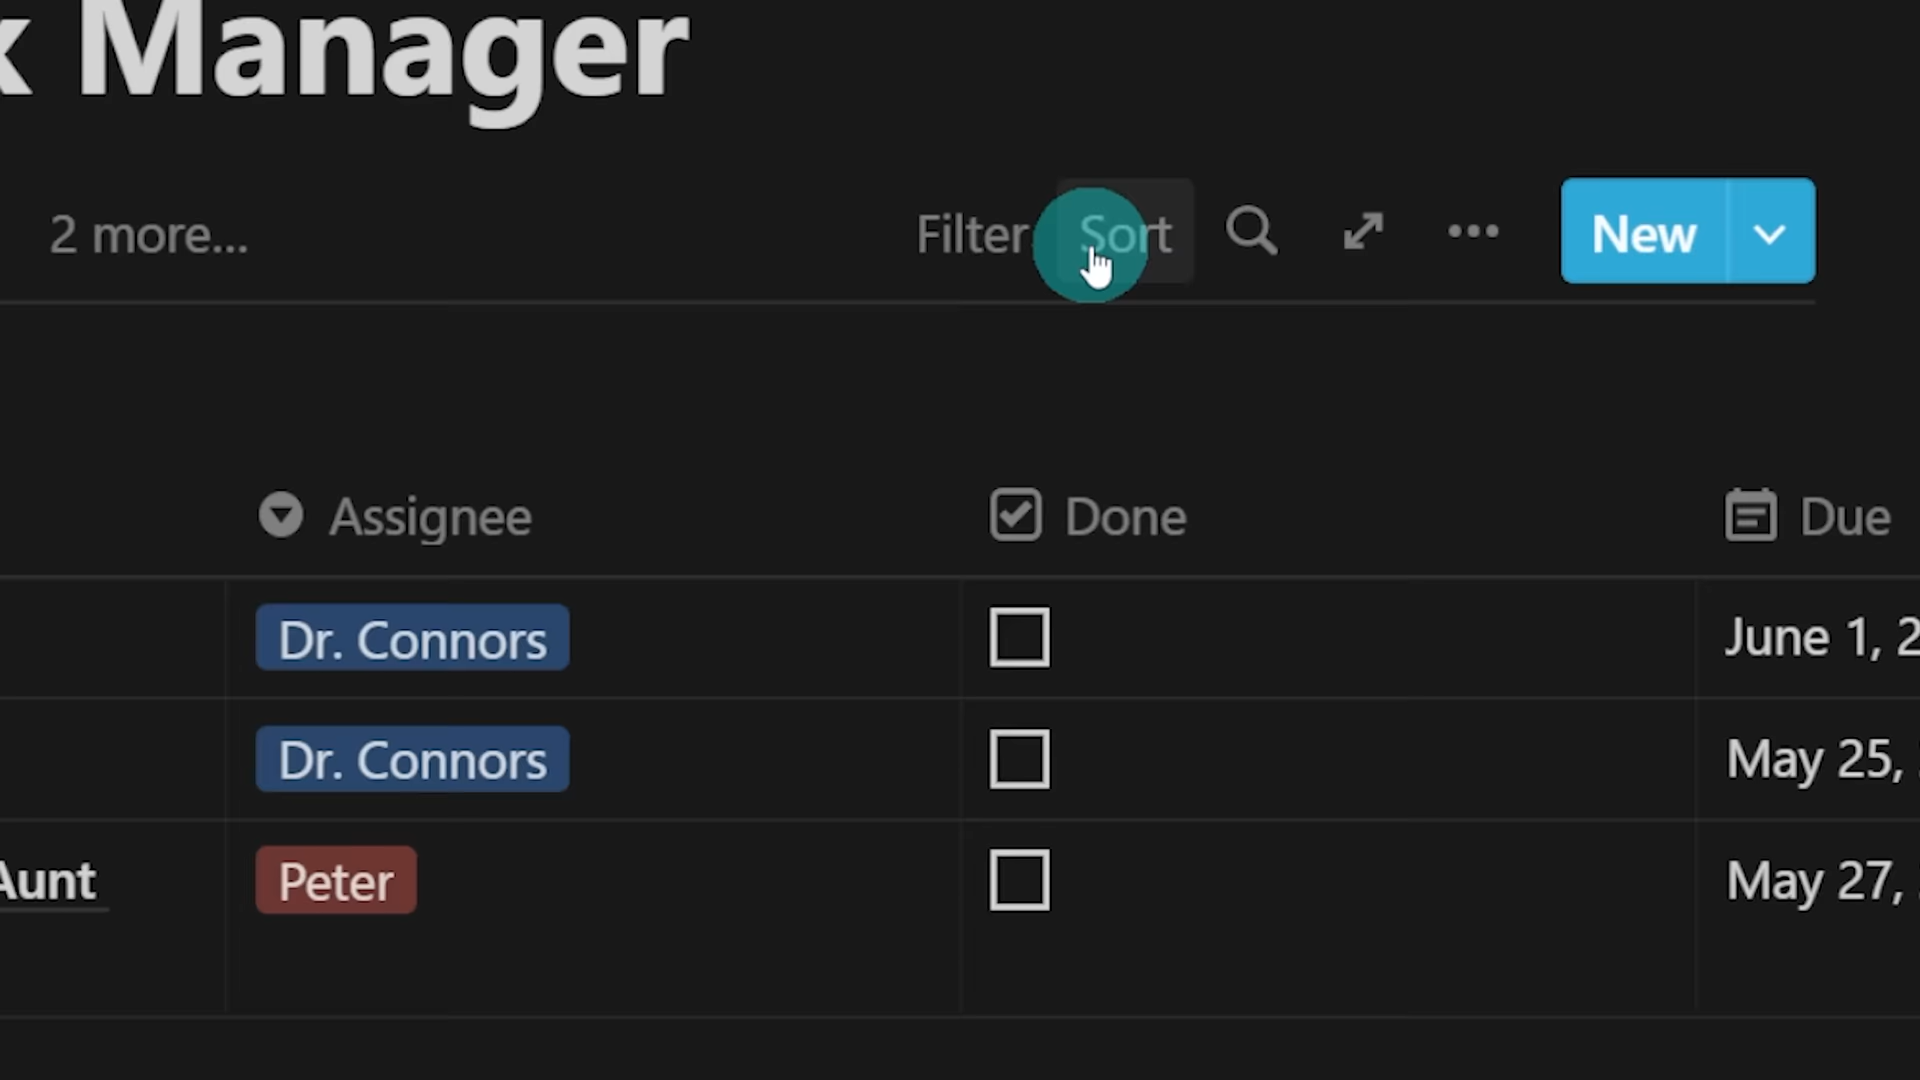 k Manager
2 more...
Filter Sort New
Assignee Done Due
Dr. Connors June 1, 2
Dr. Connors May 25,
Aunt Peter May 27,